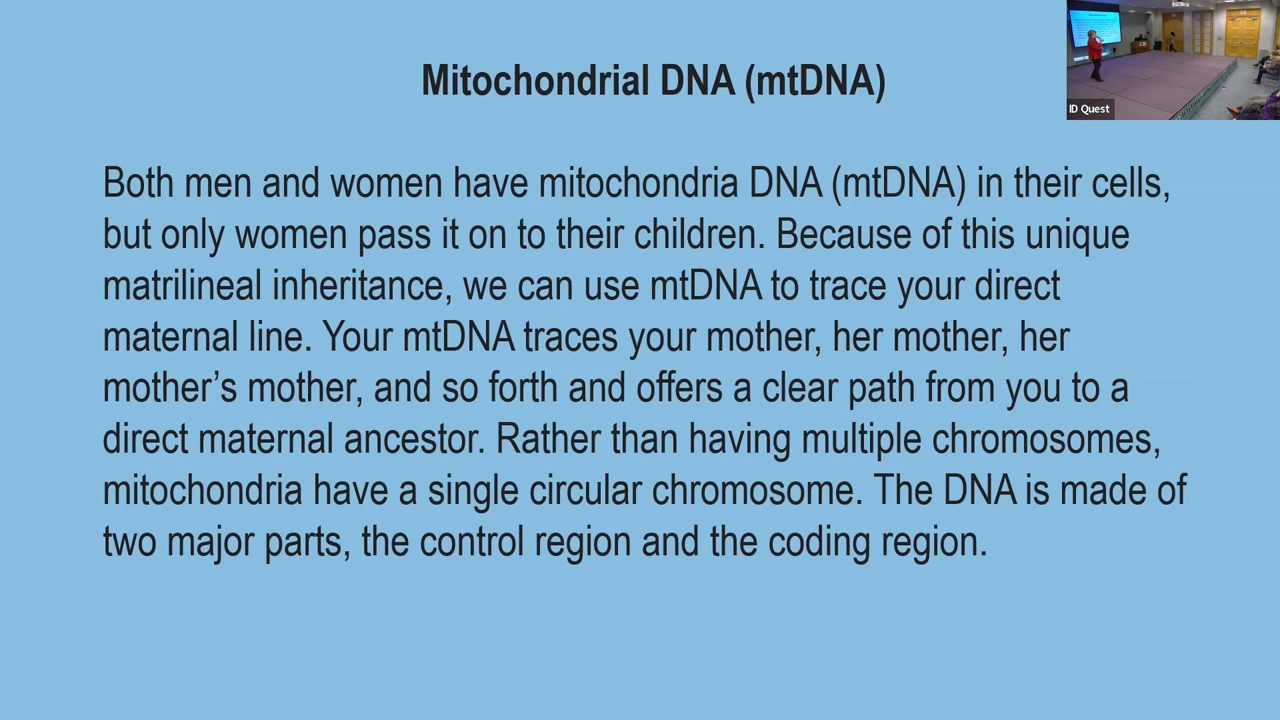 Mitochondrial DNA (mtDNA)
ID Quest
Both men and women have mitochondria DNA (mtDNA) in their cells,
but only women pass it on to their children. Because of this unique
matrilineal inheritance, we can use mtDNA to trace your direct
maternal line. Your mtDNA traces your mother, her mother, her
mother’s mother, and so forth and offers a clear path from you to a
direct maternal ancestor. Rather than having multiple chromosomes,
mitochondria have a single circular chromosome. The DNA is made of
two major parts, the control region and the coding region.